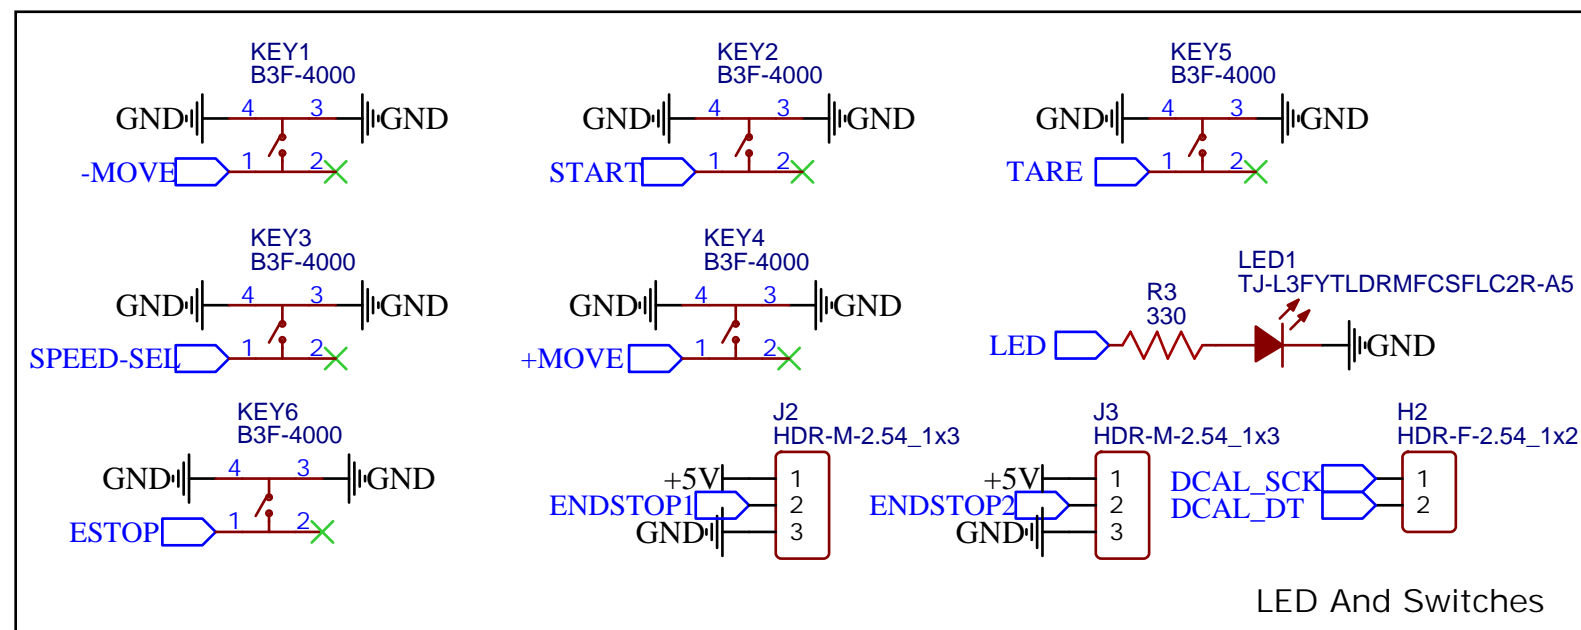 KEY1
B3F-4000
GND 4 3 GND
-MOVE 1 2
KEY2
B3F-4000
GND 4 3 GND
START 1 2
KEY5
B3F-4000
GND 4 3 GND
TARE 1 2
KEY3
B3F-4000
GND 4 3 GND
SPEED-SEL 1 2
KEY4
B3F-4000
GND 4 3 GND
+MOVE 1 2
LED1
TJ-L3FYTLDRMFCSFLC2R-A5
R3
330
LED GND
KEY6
B3F-4000
GND 4 3 GND
ESTOP 1 2
J2
HDR-M-2.54_1x3
+5V 1
ENDSTOP1 2
GND 3
J3
HDR-M-2.54_1x3
+5V 1
ENDSTOP2 2
GND 3
H2
HDR-F-2.54_1x2
DCAL_SCK 1
DCAL_DT 2
LED And Switches